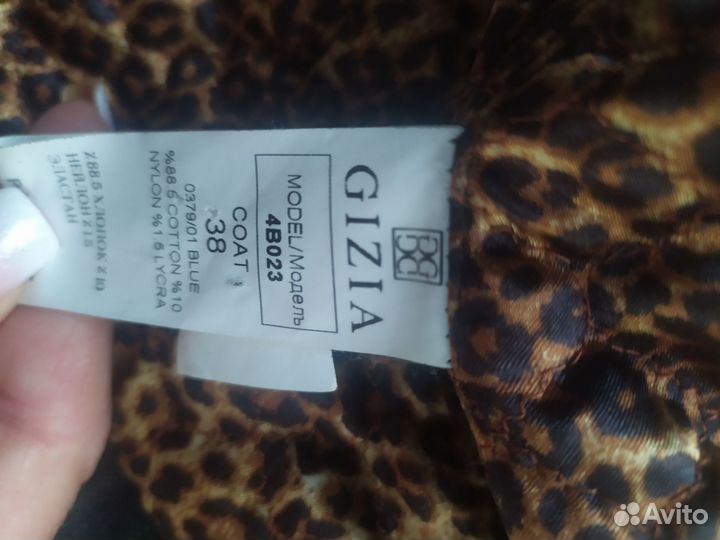 GIZIA
MODEL/Модель
4B023
COAT
38
0379/01 BLUE
%88.5 COTTON %10
NYLON %1.5 LYCRA
%88.5 ХЛОПОК %10
НЕЙЛОН %1.5
ЭЛАСТАН
Avito